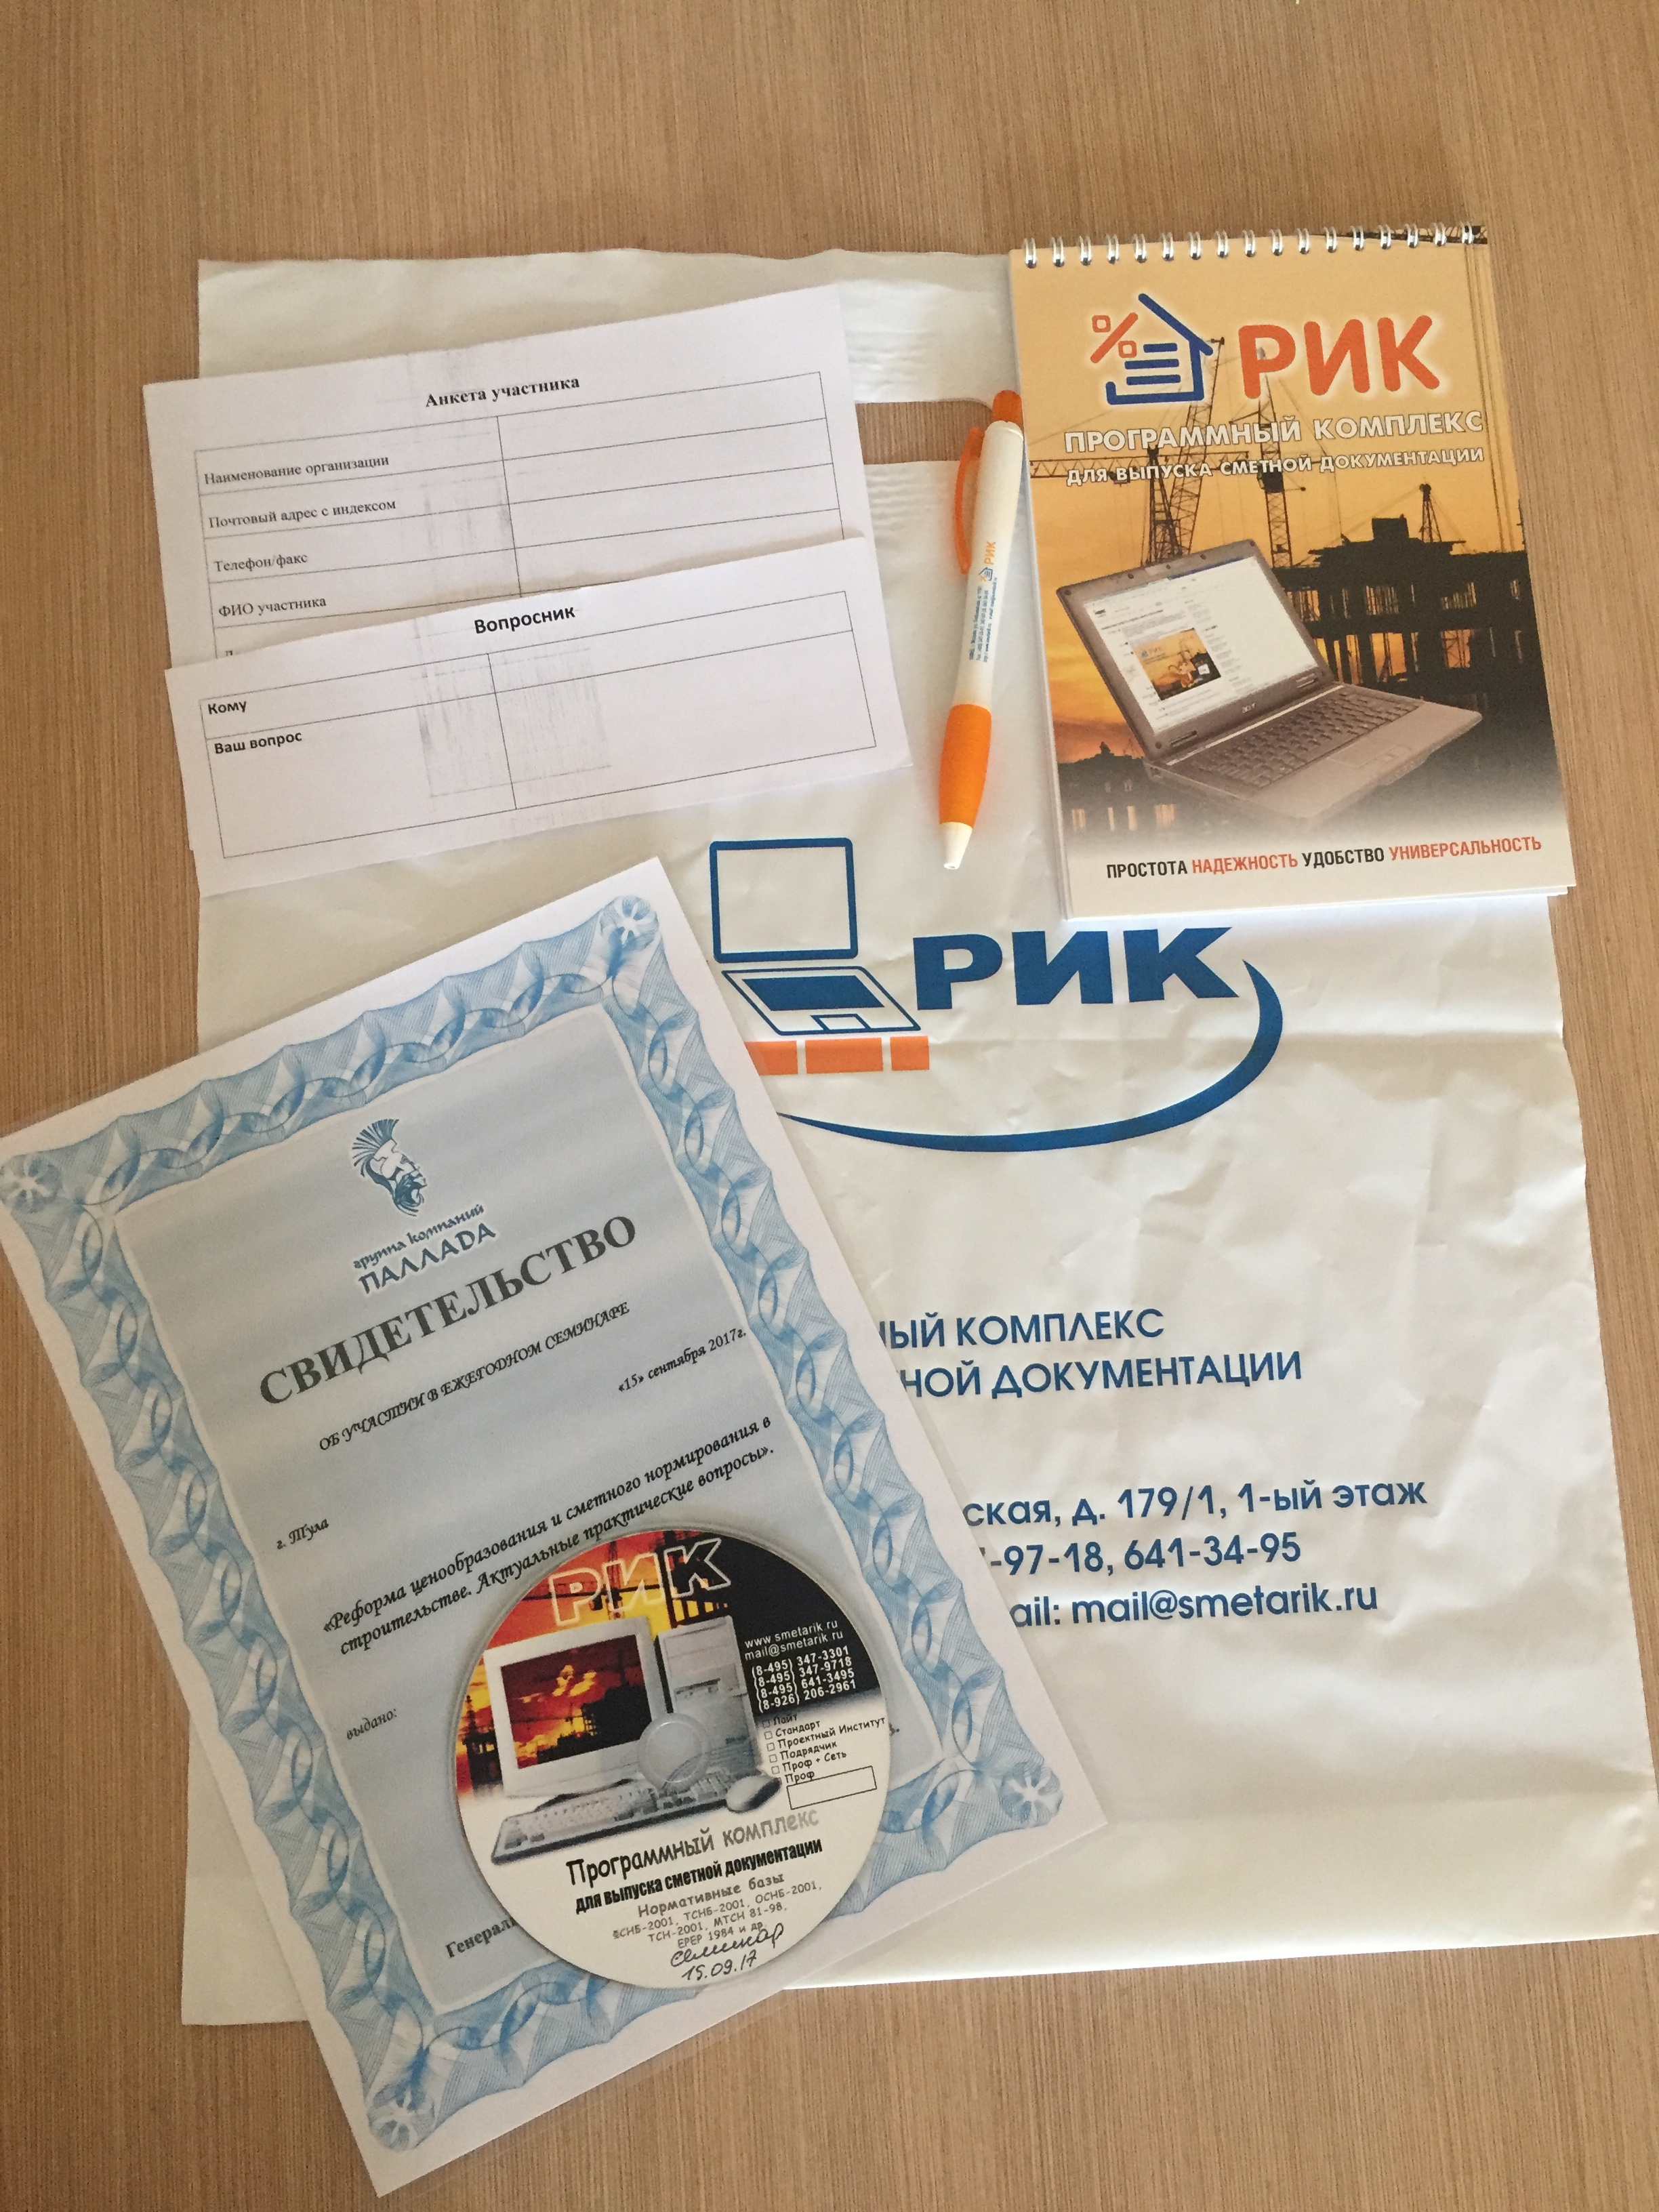 Анкета участника
Наименование организации
Почтовый адрес с индексом
Телефон/факс
ФИО участника
Вопросник
Кому
Ваш вопрос
РИК
РИК
ПРОГРАММНЫЙ КОМПЛЕКС
ДЛЯ ВЫПУСКА СМЕТНОЙ ДОКУМЕНТАЦИИ
acer
ПРОСТОТА НАДЕЖНОСТЬ УДОБСТВО УНИВЕРСАЛЬНОСТЬ
РИК
ЫЙ КОМПЛЕКС
НОЙ ДОКУМЕНТАЦИИ
ская, д. 179/1, 1-ый этаж
-97-18, 641-34-95
ail: mail@smetarik.ru
группа компаний
ПАЛЛАДА
СВИДЕТЕЛЬСТВО
ОБ УЧАСТИИ В ЕЖЕГОДНОМ СЕМИНАРЕ
«15» сентября 2017г.
г. Тула
«Реформа ценообразования и сметного нормирования в
строительстве. Актуальные практические вопросы».
выдано:
в.
Генерал
РИК
www.smetarik.ru
mail@smetarik.ru
(8-495) 347-3301
(8-495) 347-9718
(8-495) 641-3495
(8-926) 206-2961
Лайт
Стандарт
Проектный Институт
Подрядчик
Проф + Сеть
Проф
Программный комплекс
для выпуска сметной документации
Нормативные базы
ФСНБ-2001, ТСНБ-2001, ОСНБ-2001,
ТСН-2001, МТСН 81-98,
ЕРЕР 1984 и др.
Семинар
15.09.17